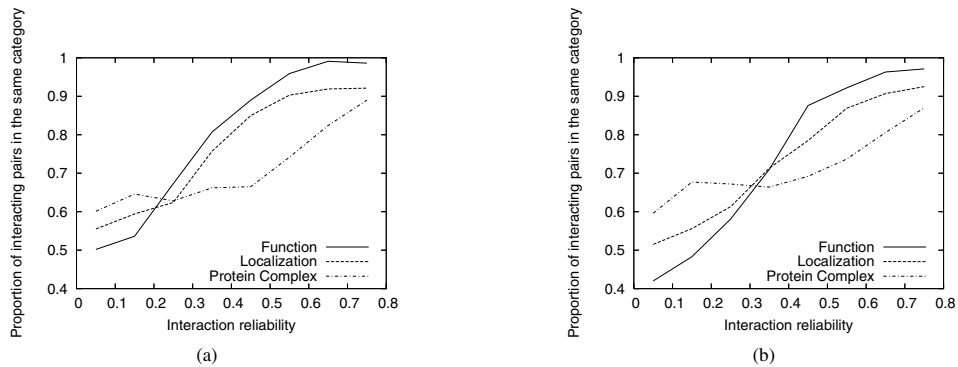 Proportion of interacting pairs in the same category
1
0.9
0.8
0.7
0.6
0.5
0.4
0 0.1 0.2 0.3 0.4 0.5 0.6 0.7 0.8
Function
Localization
Protein Complex
Interaction reliability
(a)
Proportion of interacting pairs in the same category
1
0.9
0.8
0.7
0.6
0.5
0.4
0 0.1 0.2 0.3 0.4 0.5 0.6 0.7 0.8
Function
Localization
Protein Complex
Interaction reliability
(b)